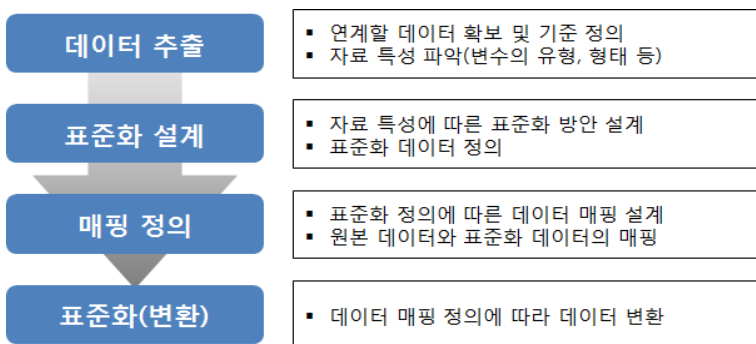 데이터 추출
▪ 연계할 데이터 확보 및 기준 정의
▪ 자료 특성 파악(변수의 유형, 형태 등)
표준화 설계
▪ 자료 특성에 따른 표준화 방안 설계
▪ 표준화 데이터 정의
매핑 정의
▪ 표준화 정의에 따른 데이터 매핑 설계
▪ 원본 데이터와 표준화 데이터의 매핑
표준화(변환)
▪ 데이터 매핑 정의에 따라 데이터 변환